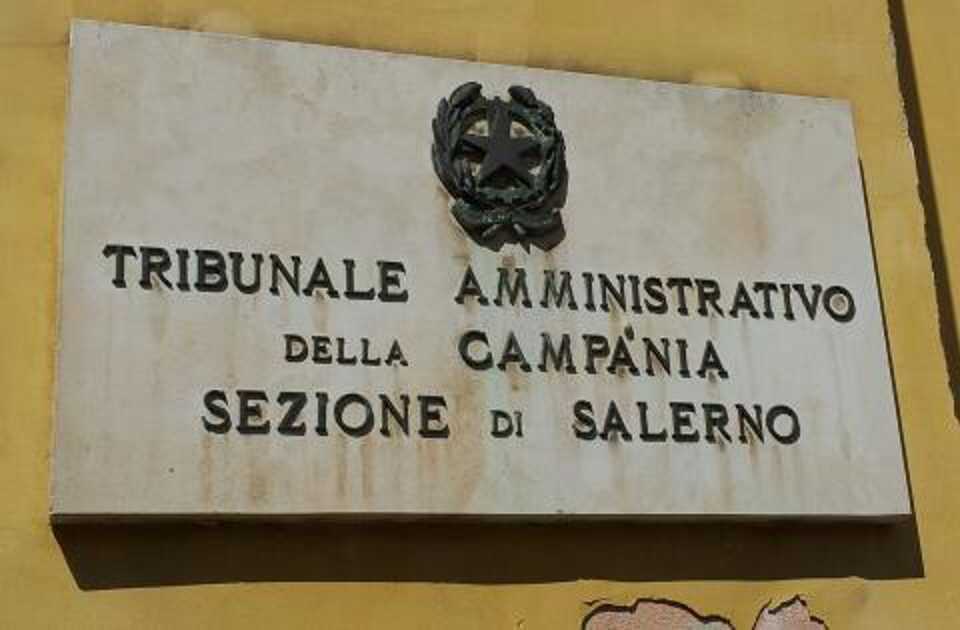 TRIBUNALE AMMINISTRATIVO
DELLA CAMPANIA
SEZIONE DI SALERNO